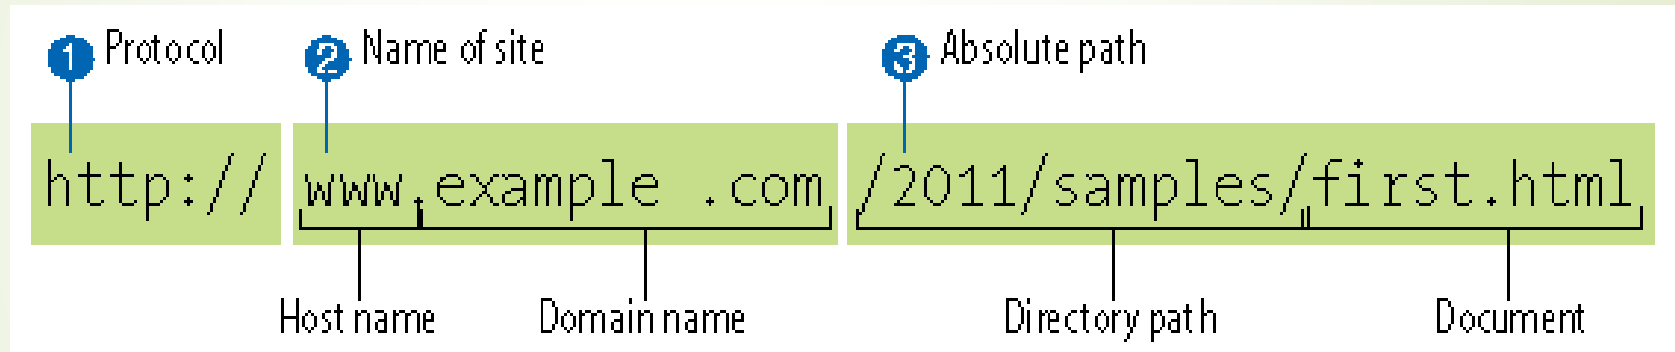 1 Protocol 2 Name of site 3 Absolute path
http:// www.example .com /2011/samples/first.html
Host name Domain name Directory path Document